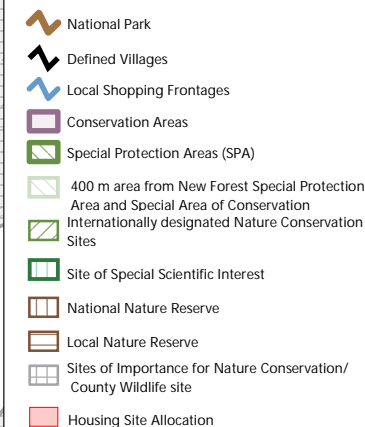 National Park
Defined Villages
Local Shopping Frontages
Conservation Areas
Special Protection Areas (SPA)
400 m area from New Forest Special Protection
Area and Special Area of Conservation
Internationally designated Nature Conservation
Sites
Site of Special Scientific Interest
National Nature Reserve
Local Nature Reserve
Sites of Importance for Nature Conservation/
County Wildlife site
Housing Site Allocation